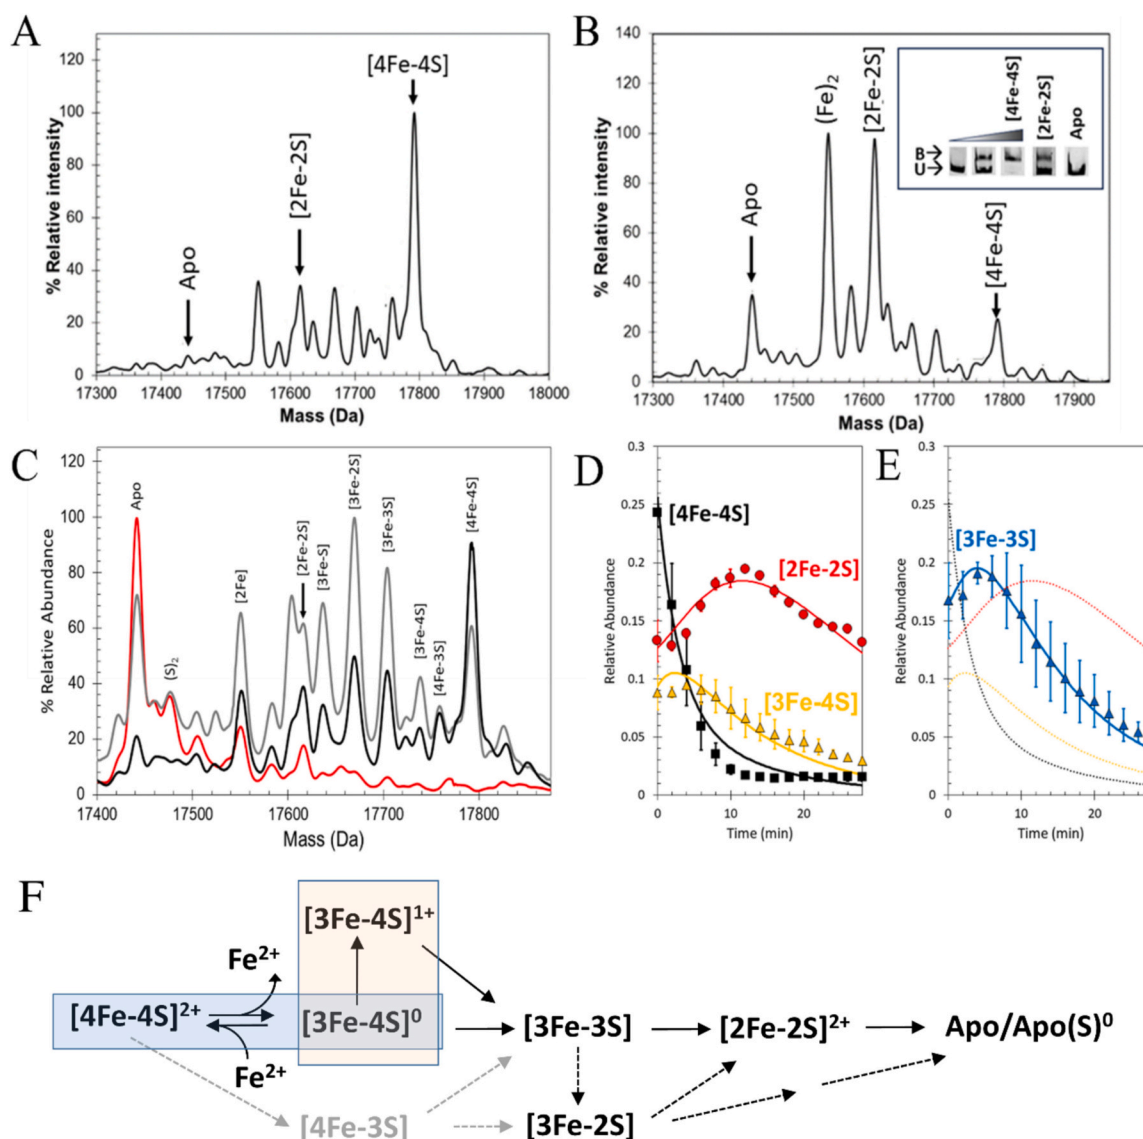 A
% Relative intensity
120
100
80
60
40
20
0
17300 17400 17500 17600 17700 17800 17900 18000
Mass (Da)
Apo
[2Fe-2S]
[4Fe-4S]
B
% Relative intensity
140
120
100
80
60
40
20
0
17300 17400 17500 17600 17700 17800 17900
Mass (Da)
Apo
(Fe)2
[2Fe-2S]
[4Fe-4S]
[4Fe-4S]
[2Fe-2S]
Apo
B
U
C
% Relative Abundance
120
100
80
60
40
20
0
17400 17500 17600 17700 17800
Mass (Da)
Apo
(S)2
[2Fe]
[2Fe-2S]
[3Fe-S]
[3Fe-2S]
[3Fe-3S]
[3Fe-4S]
[4Fe-3S]
[4Fe-4S]
D
Relative Abundance
0.3
0.25
0.2
0.15
0.1
0.05
0
0 10 20
Time (min)
[4Fe-4S]
[2Fe-2S]
[3Fe-4S]
E
Relative Abundance
0.3
0.25
0.2
0.15
0.1
0.05
0
0 10 20
Time (min)
[3Fe-3S]
F
[3Fe-4S]1+
Fe2+
[4Fe-4S]2+
[3Fe-4S]0
[3Fe-3S]
[2Fe-2S]2+
Apo/Apo(S)0
Fe2+
[4Fe-3S]
[3Fe-2S]